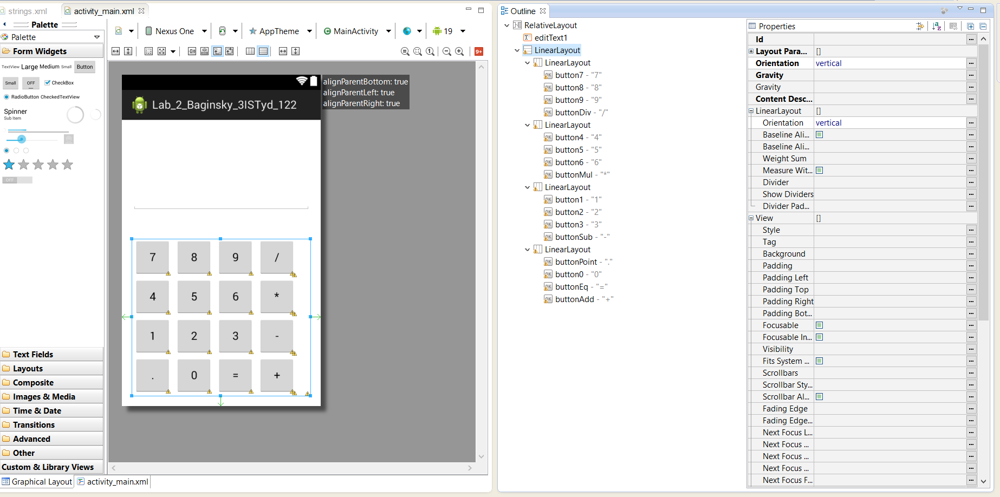 strings.xml
activity_main.xml
Palette
Palette
Form Widgets
TextView Large Medium Small Button
Small OFF CheckBox
RadioButton CheckedTextView
Spinner
Sub Item
OFF
Text Fields
Layouts
Composite
Images & Media
Time & Date
Transitions
Advanced
Other
Custom & Library Views
Graphical Layout
activity_main.xml
Nexus One
AppTheme
MainActivity
19
9+
Lab_2_Baginsky_3ISTyd_122
alignParentBottom: true
alignParentLeft: true
alignParentRight: true
7 8 9 /
4 5 6 *
1 2 3 -
. 0 = +
Outline
RelativeLayout
editText1
LinearLayout
LinearLayout
button7 - "7"
button8 - "8"
button9 - "9"
buttonDiv - "/"
LinearLayout
button4 - "4"
button5 - "5"
button6 - "6"
buttonMul - "*"
LinearLayout
button1 - "1"
button2 - "2"
button3 - "3"
buttonSub - "-"
LinearLayout
buttonPoint - "."
button0 - "0"
buttonEq - "="
buttonAdd - "+"
Properties
Id
Layout Para... []
Orientation vertical
Gravity
Gravity
Content Desc...
LinearLayout []
Orientation vertical
Baseline Ali...
Baseline Ali...
Weight Sum
Measure Wit...
Divider
Show Dividers
Divider Pad...
View []
Style
Tag
Background
Padding
Padding Left
Padding Top
Padding Right
Padding Bot...
Focusable
Focusable In...
Visibility
Fits System ...
Scrollbars
Scrollbar Sty...
Scrollbar Al...
Fading Edge
Fading Edge...
Next Focus L...
Next Focus ...
Next Focus ...
Next Focus ...
Next Focus F...